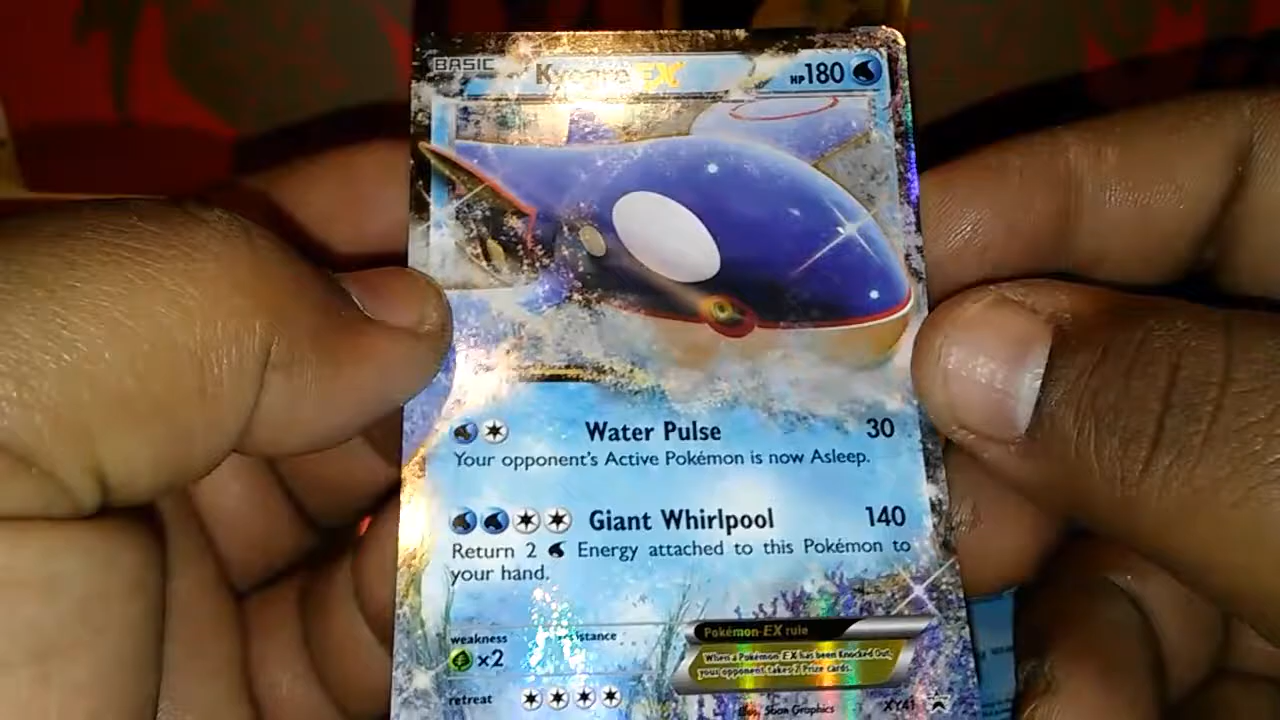 BASIC Kyogre EX HP180
Water Pulse 30
Your opponent's Active Pokémon is now Asleep.
Giant Whirlpool 140
Return 2 Energy attached to this Pokémon to
your hand.
weakness resistance
×2
Pokémon-EX rule
When a Pokémon-EX has been Knocked Out,
your opponent takes 2 Prize cards.
retreat
Illus. 5ban Graphics XY41